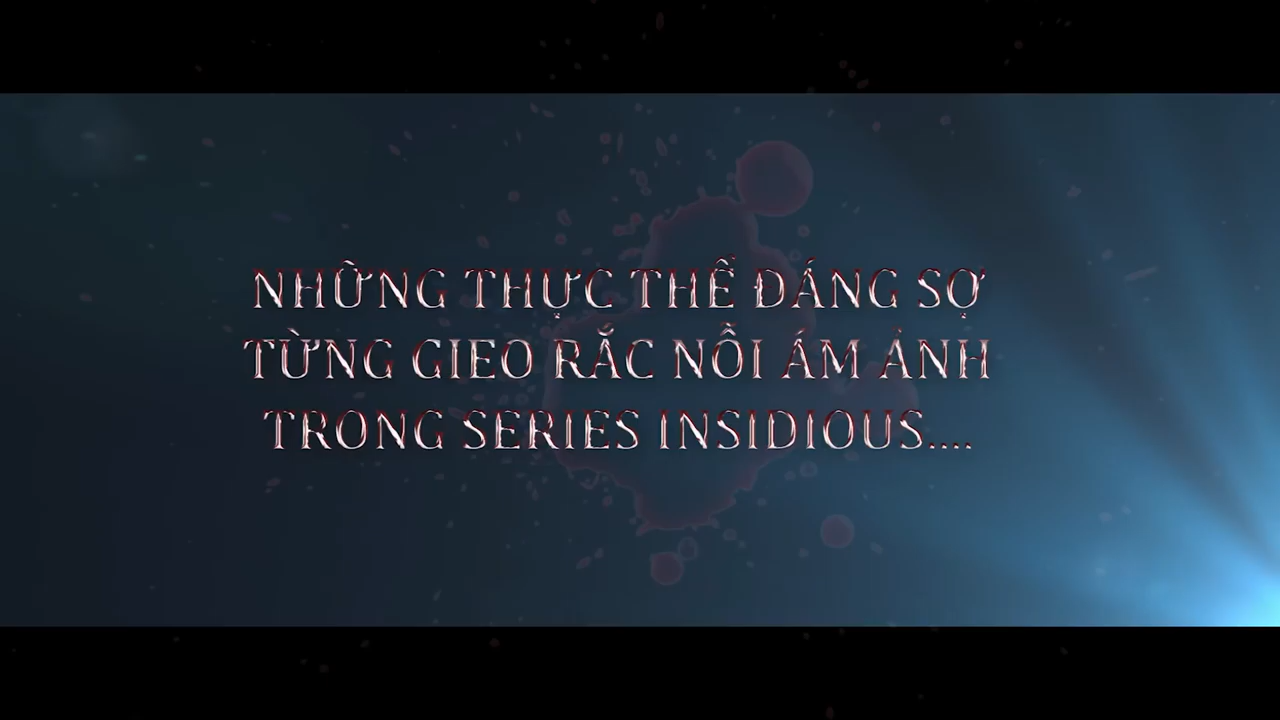 NHỮNG THỰC THỂ ĐÁNG SỢ
TỪNG GIEO RẮC NỖI ÁM ẢNH
TRONG SERIES INSIDIOUS....